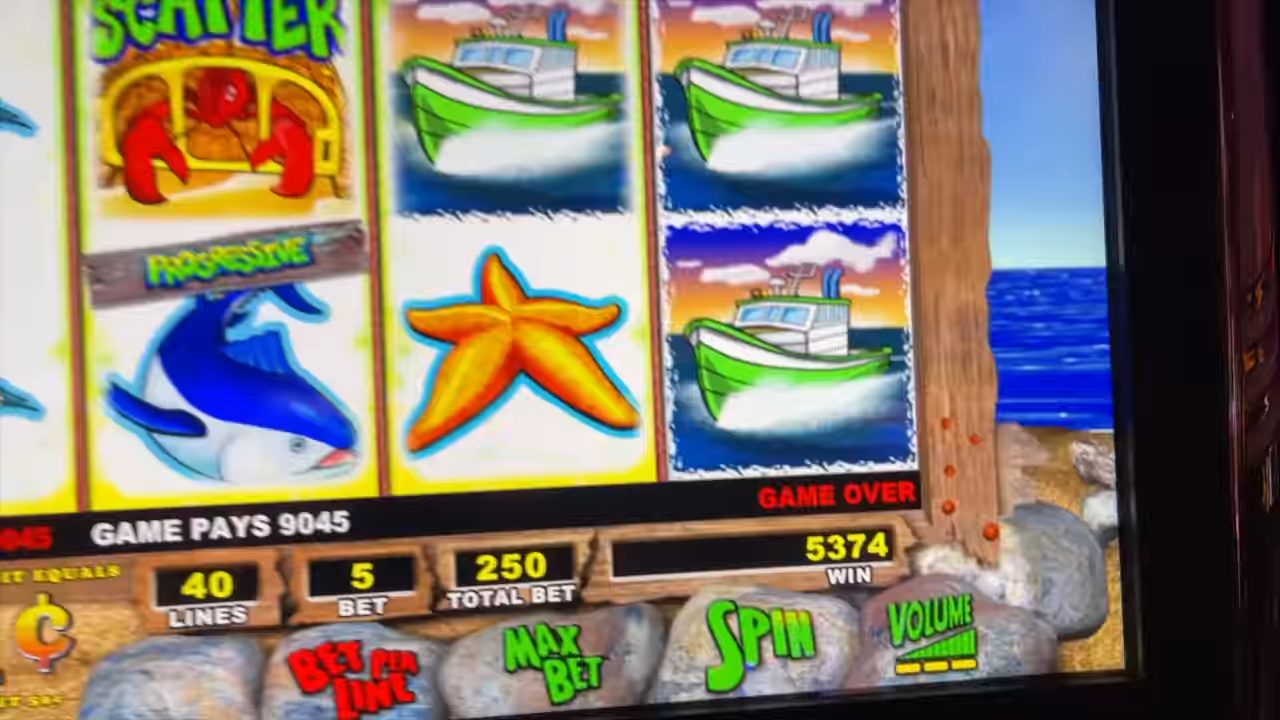 SCATTER
PROGRESSIVE
GAME OVER
GAME PAYS 9045
EQUALS
40
LINES
5
BET
250
TOTAL BET
5374
WIN
¢
BET PER
LINE
MAX
BET
SPIN
VOLUME